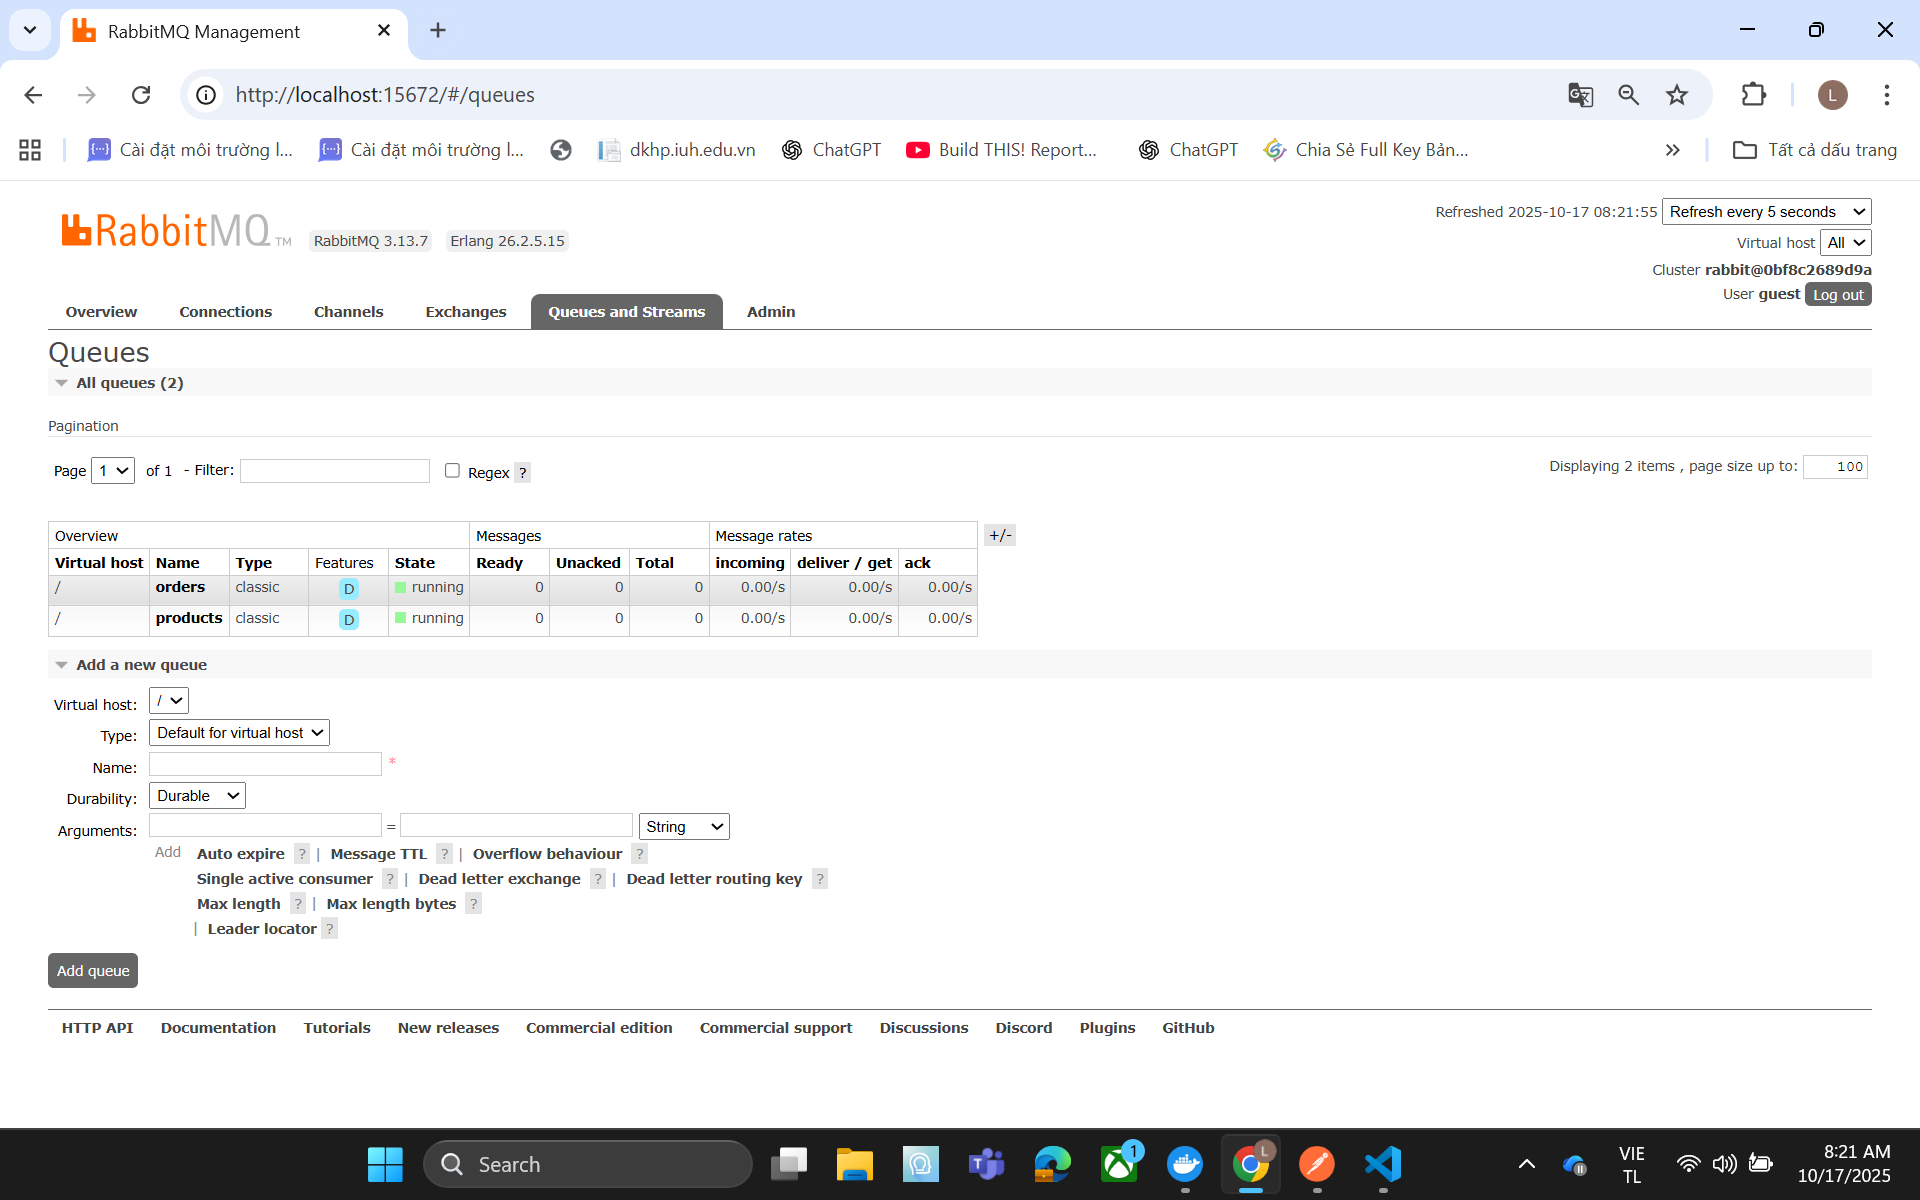 RabbitMQ Management
http://localhost:15672/#/queues
Cài đặt môi trường l... Cài đặt môi trường l... dkhp.iuh.edu.vn ChatGPT Build THIS! Report... ChatGPT Chia Sẻ Full Key Bản... » Tất cả dấu trang
RabbitMQ TM RabbitMQ 3.13.7 Erlang 26.2.5.15
Refreshed 2025-10-17 08:21:55 Refresh every 5 seconds
Virtual host All
Cluster rabbit@0bf8c2689d9a
User guest Log out
Overview Connections Channels Exchanges Queues and Streams Admin
Queues
All queues (2)
Pagination
Page 1 of 1 - Filter: Regex ? Displaying 2 items , page size up to: 100
Overview Messages Message rates +/-
Virtual host Name Type Features State Ready Unacked Total incoming deliver / get ack
/ orders classic D running 0 0 0 0.00/s 0.00/s 0.00/s
/ products classic D running 0 0 0 0.00/s 0.00/s 0.00/s
Add a new queue
Virtual host: /
Type: Default for virtual host
Name: *
Durability: Durable
Arguments: = String
Add Auto expire ? | Message TTL ? | Overflow behaviour ?
Single active consumer ? | Dead letter exchange ? | Dead letter routing key ?
Max length ? | Max length bytes ?
| Leader locator ?
Add queue
HTTP API Documentation Tutorials New releases Commercial edition Commercial support Discussions Discord Plugins GitHub
Search 1 L VIE TL 8:21 AM
10/17/2025